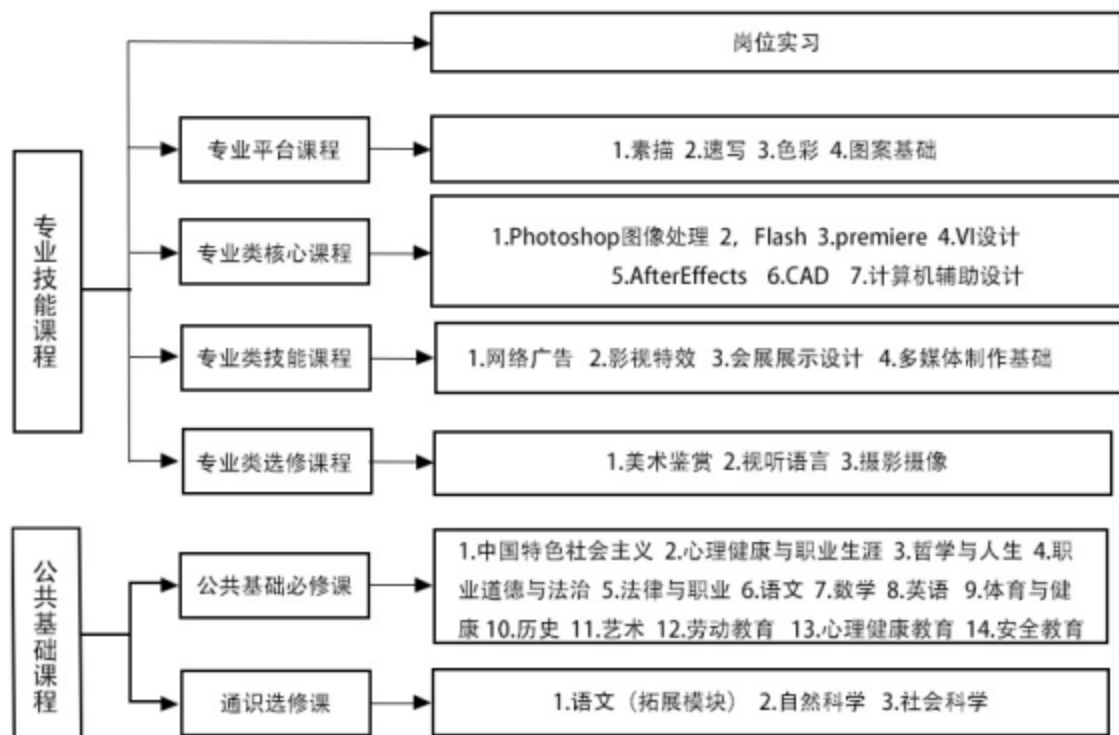 岗位实习
专业技能课程
专业平台课程
1.素描 2.速写 3.色彩 4.图案基础
专业类核心课程
1.Photoshop图像处理 2，Flash 3.premiere 4.VI设计
5.AfterEffects 6.CAD 7.计算机辅助设计
专业类技能课程
1.网络广告 2.影视特效 3.会展展示设计 4.多媒体制作基础
专业类选修课程
1.美术鉴赏 2.视听语言 3.摄影摄像
公共基础课程
公共基础必修课
1.中国特色社会主义 2.心理健康与职业生涯 3.哲学与人生 4.职
业道德与法治 5.法律与职业 6.语文 7.数学 8.英语 9.体育与健
康 10.历史 11.艺术 12.劳动教育 13.心理健康教育 14.安全教育
通识选修课
1.语文（拓展模块） 2.自然科学 3.社会科学